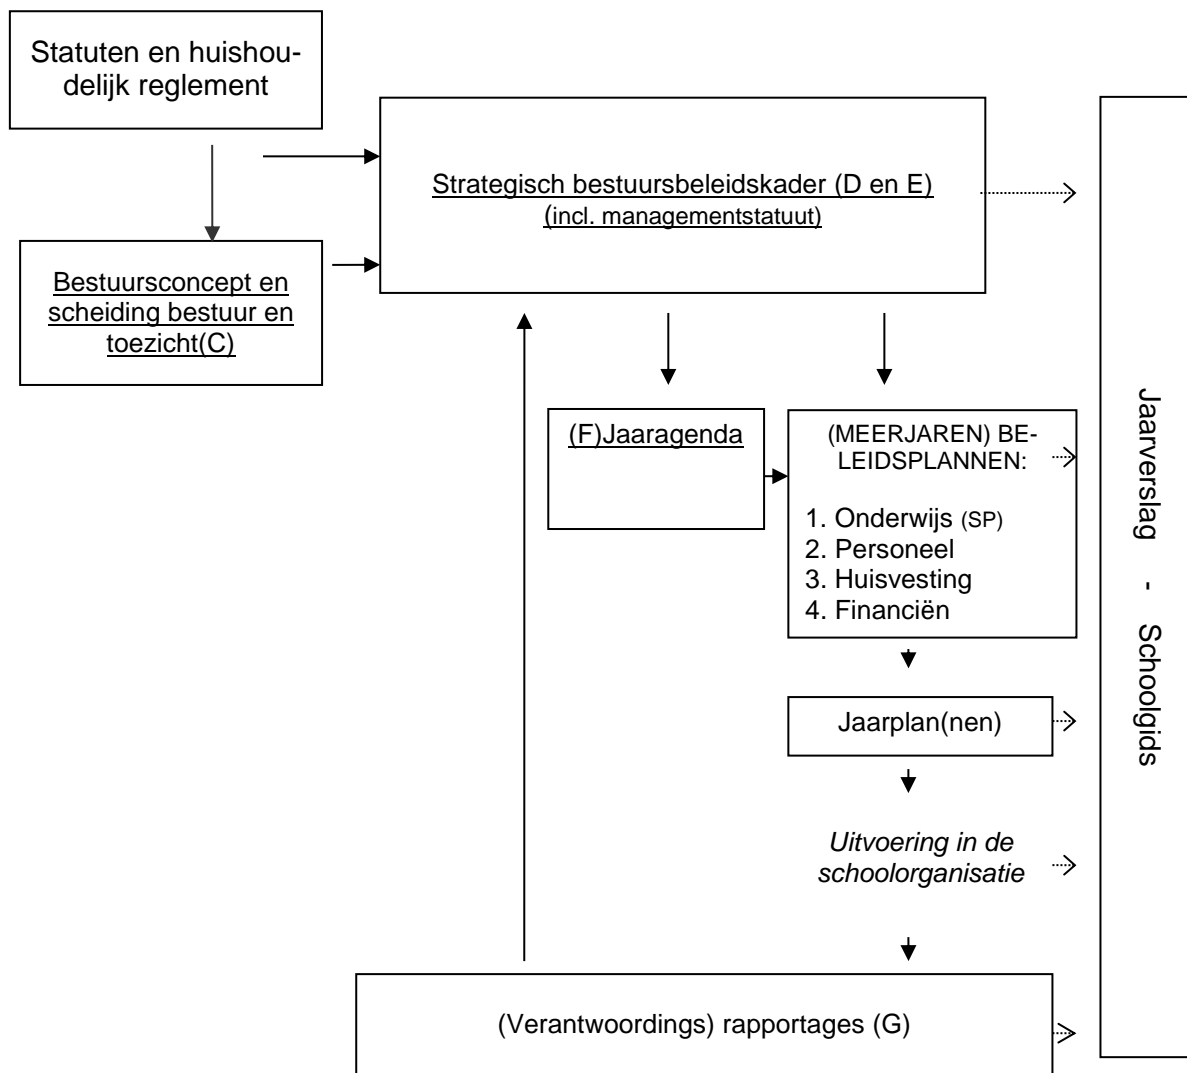 Statuten en huishou-
delijk reglement
Strategisch bestuursbeleidskader (D en E)
(incl. managementstatuut)
Bestuursconcept en
scheiding bestuur en
toezicht(C)
(F)Jaaragenda
(MEERJAREN) BE-
LEIDSPLANNEN:
1. Onderwijs (SP)
2. Personeel
3. Huisvesting
4. Financiën
Jaarplan(nen)
Uitvoering in de
schoolorganisatie
(Verantwoordings) rapportages (G)
Jaarverslag - Schoolgids